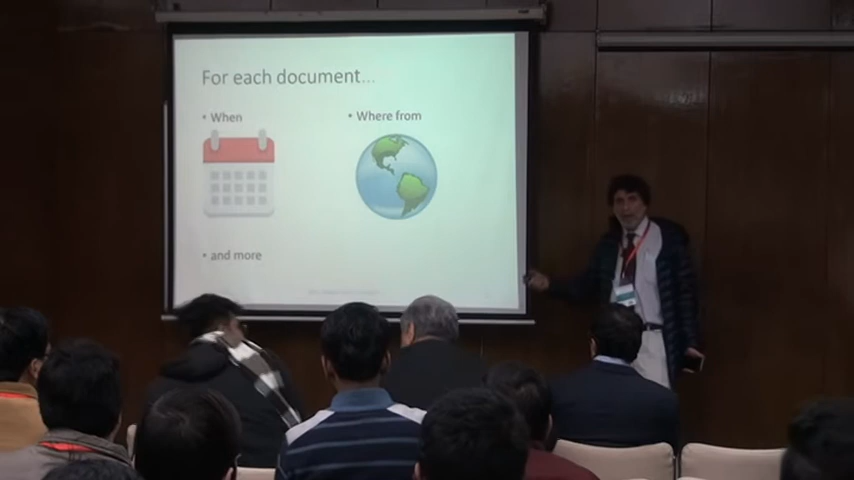 For each document...
• When
• Where from
• and more